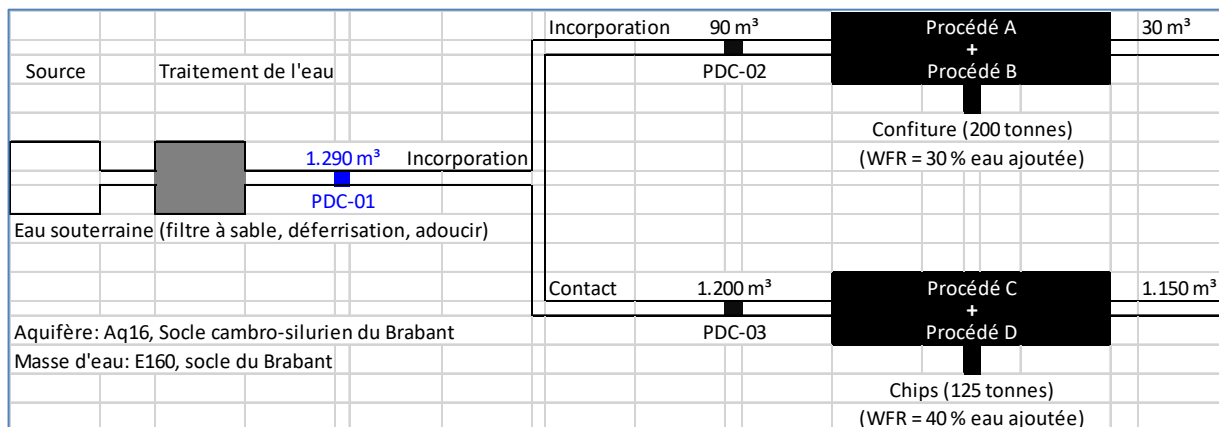 Incorporation 90 m³ Procédé A 30 m³
+
Source Traitement de l'eau PDC-02 Procédé B
Confiture (200 tonnes)
1.290 m³ Incorporation (WFR = 30 % eau ajoutée)
PDC-01
Eau souterraine (filtre à sable, déferrisation, adoucir)
Contact 1.200 m³ Procédé C 1.150 m³
+
Aquifère: Aq16, Socle cambro-silurien du Brabant PDC-03 Procédé D
Masse d'eau: E160, socle du Brabant
Chips (125 tonnes)
(WFR = 40 % eau ajoutée)